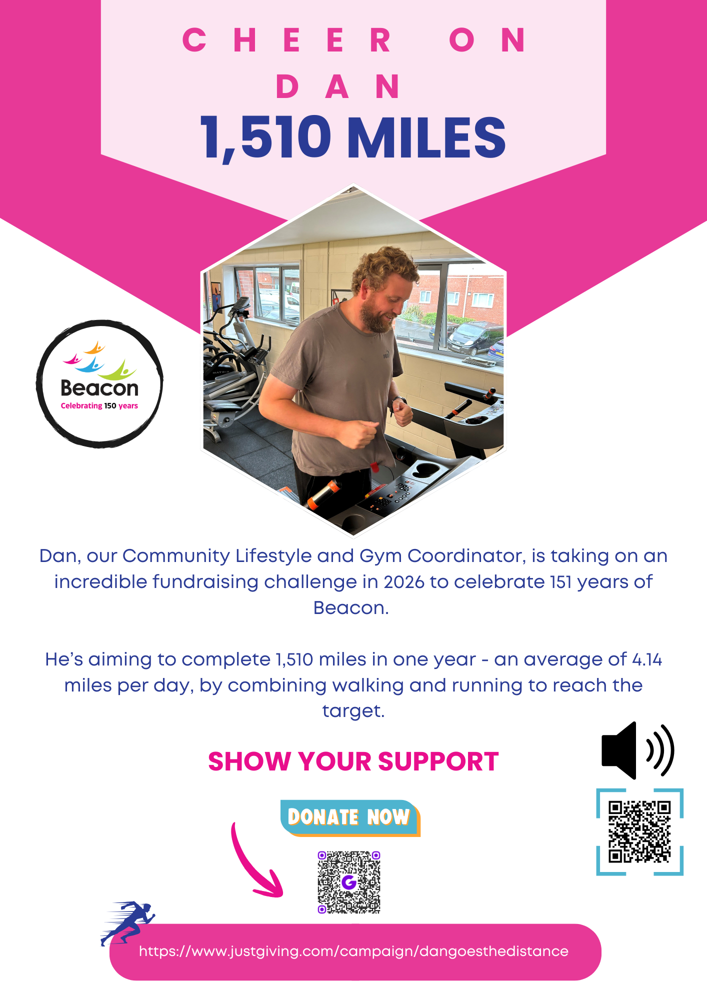 CHEER ON
DAN
1,510 MILES
MATRIX
Beacon
Celebrating 150 years
Dan, our Community Lifestyle and Gym Coordinator, is taking on an
incredible fundraising challenge in 2026 to celebrate 151 years of
Beacon.
He’s aiming to complete 1,510 miles in one year - an average of 4.14
miles per day, by combining walking and running to reach the
target.
SHOW YOUR SUPPORT
DONATE NOW
G
https://www.justgiving.com/campaign/dangoesthedistance